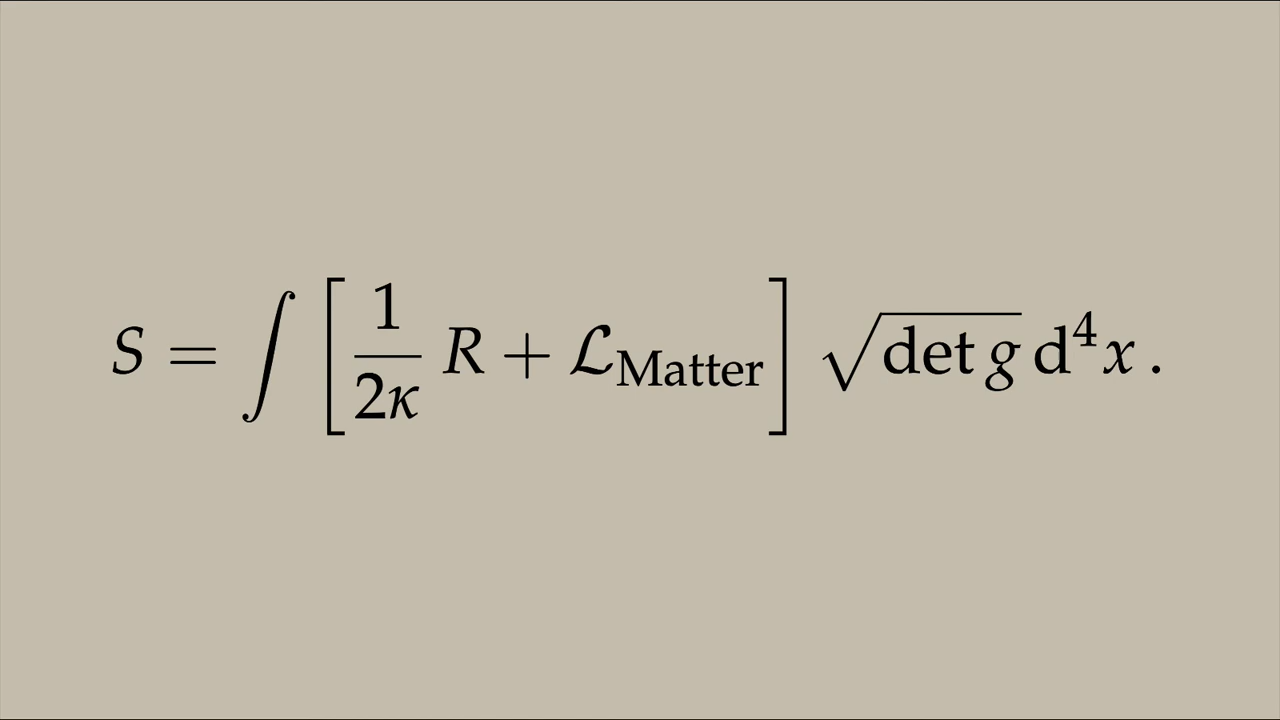 S = ∫ [ 1/2κ R + ℒ_Matter ] √det g d⁴x .